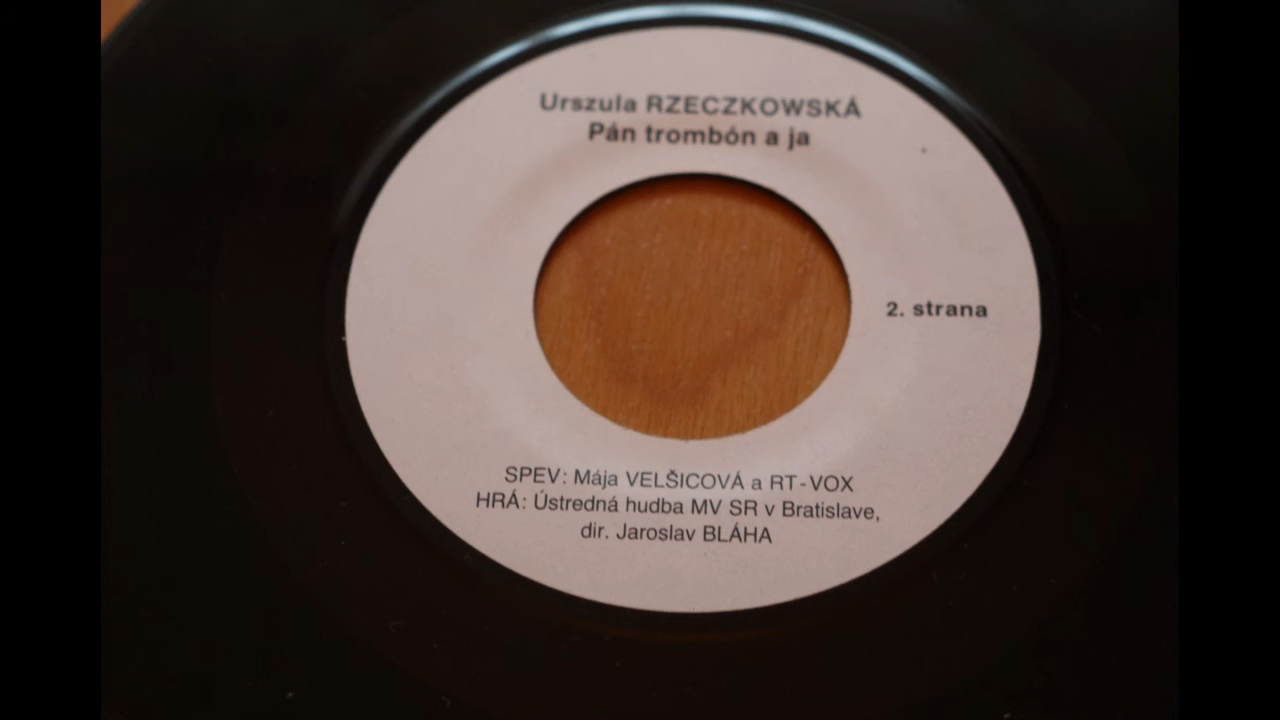 Urszula RZECZKOWSKÁ
Pán trombón a ja
2. strana
SPEV: Mája VELŠICOVÁ a RT-VOX
HRÁ: Ústredná hudba MV SR v Bratislave,
dir. Jaroslav BLÁHA